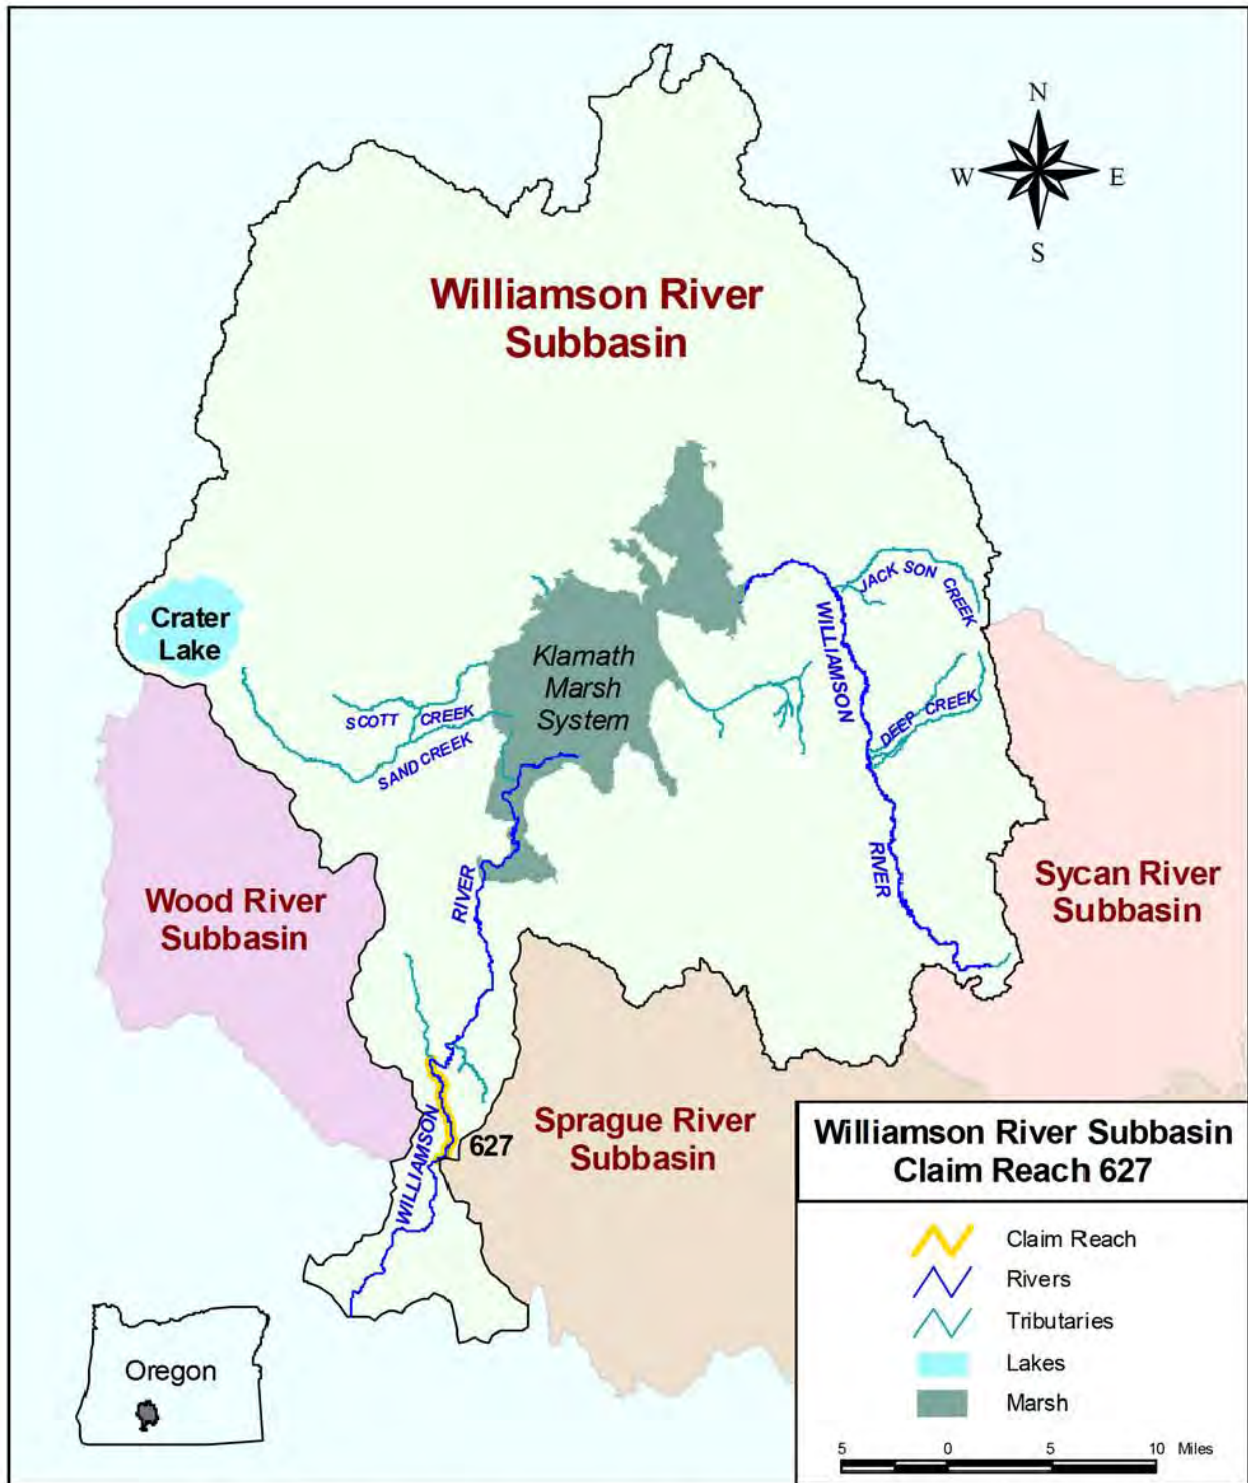 N
W
E
S
Williamson River
Subbasin
Crater
Lake
Klamath
Marsh
System
JACK SON CREEK
WILLIAMSON
RIVER
DEEP CREEK
SCOTT CREEK
SAND CREEK
RIVER
WILLIAMSON
Wood River
Subbasin
Sycan River
Subbasin
Sprague River
Subbasin
627
Williamson River Subbasin
Claim Reach 627
Claim Reach
Rivers
Tributaries
Lakes
Marsh
5 0 5 10 Miles
Oregon